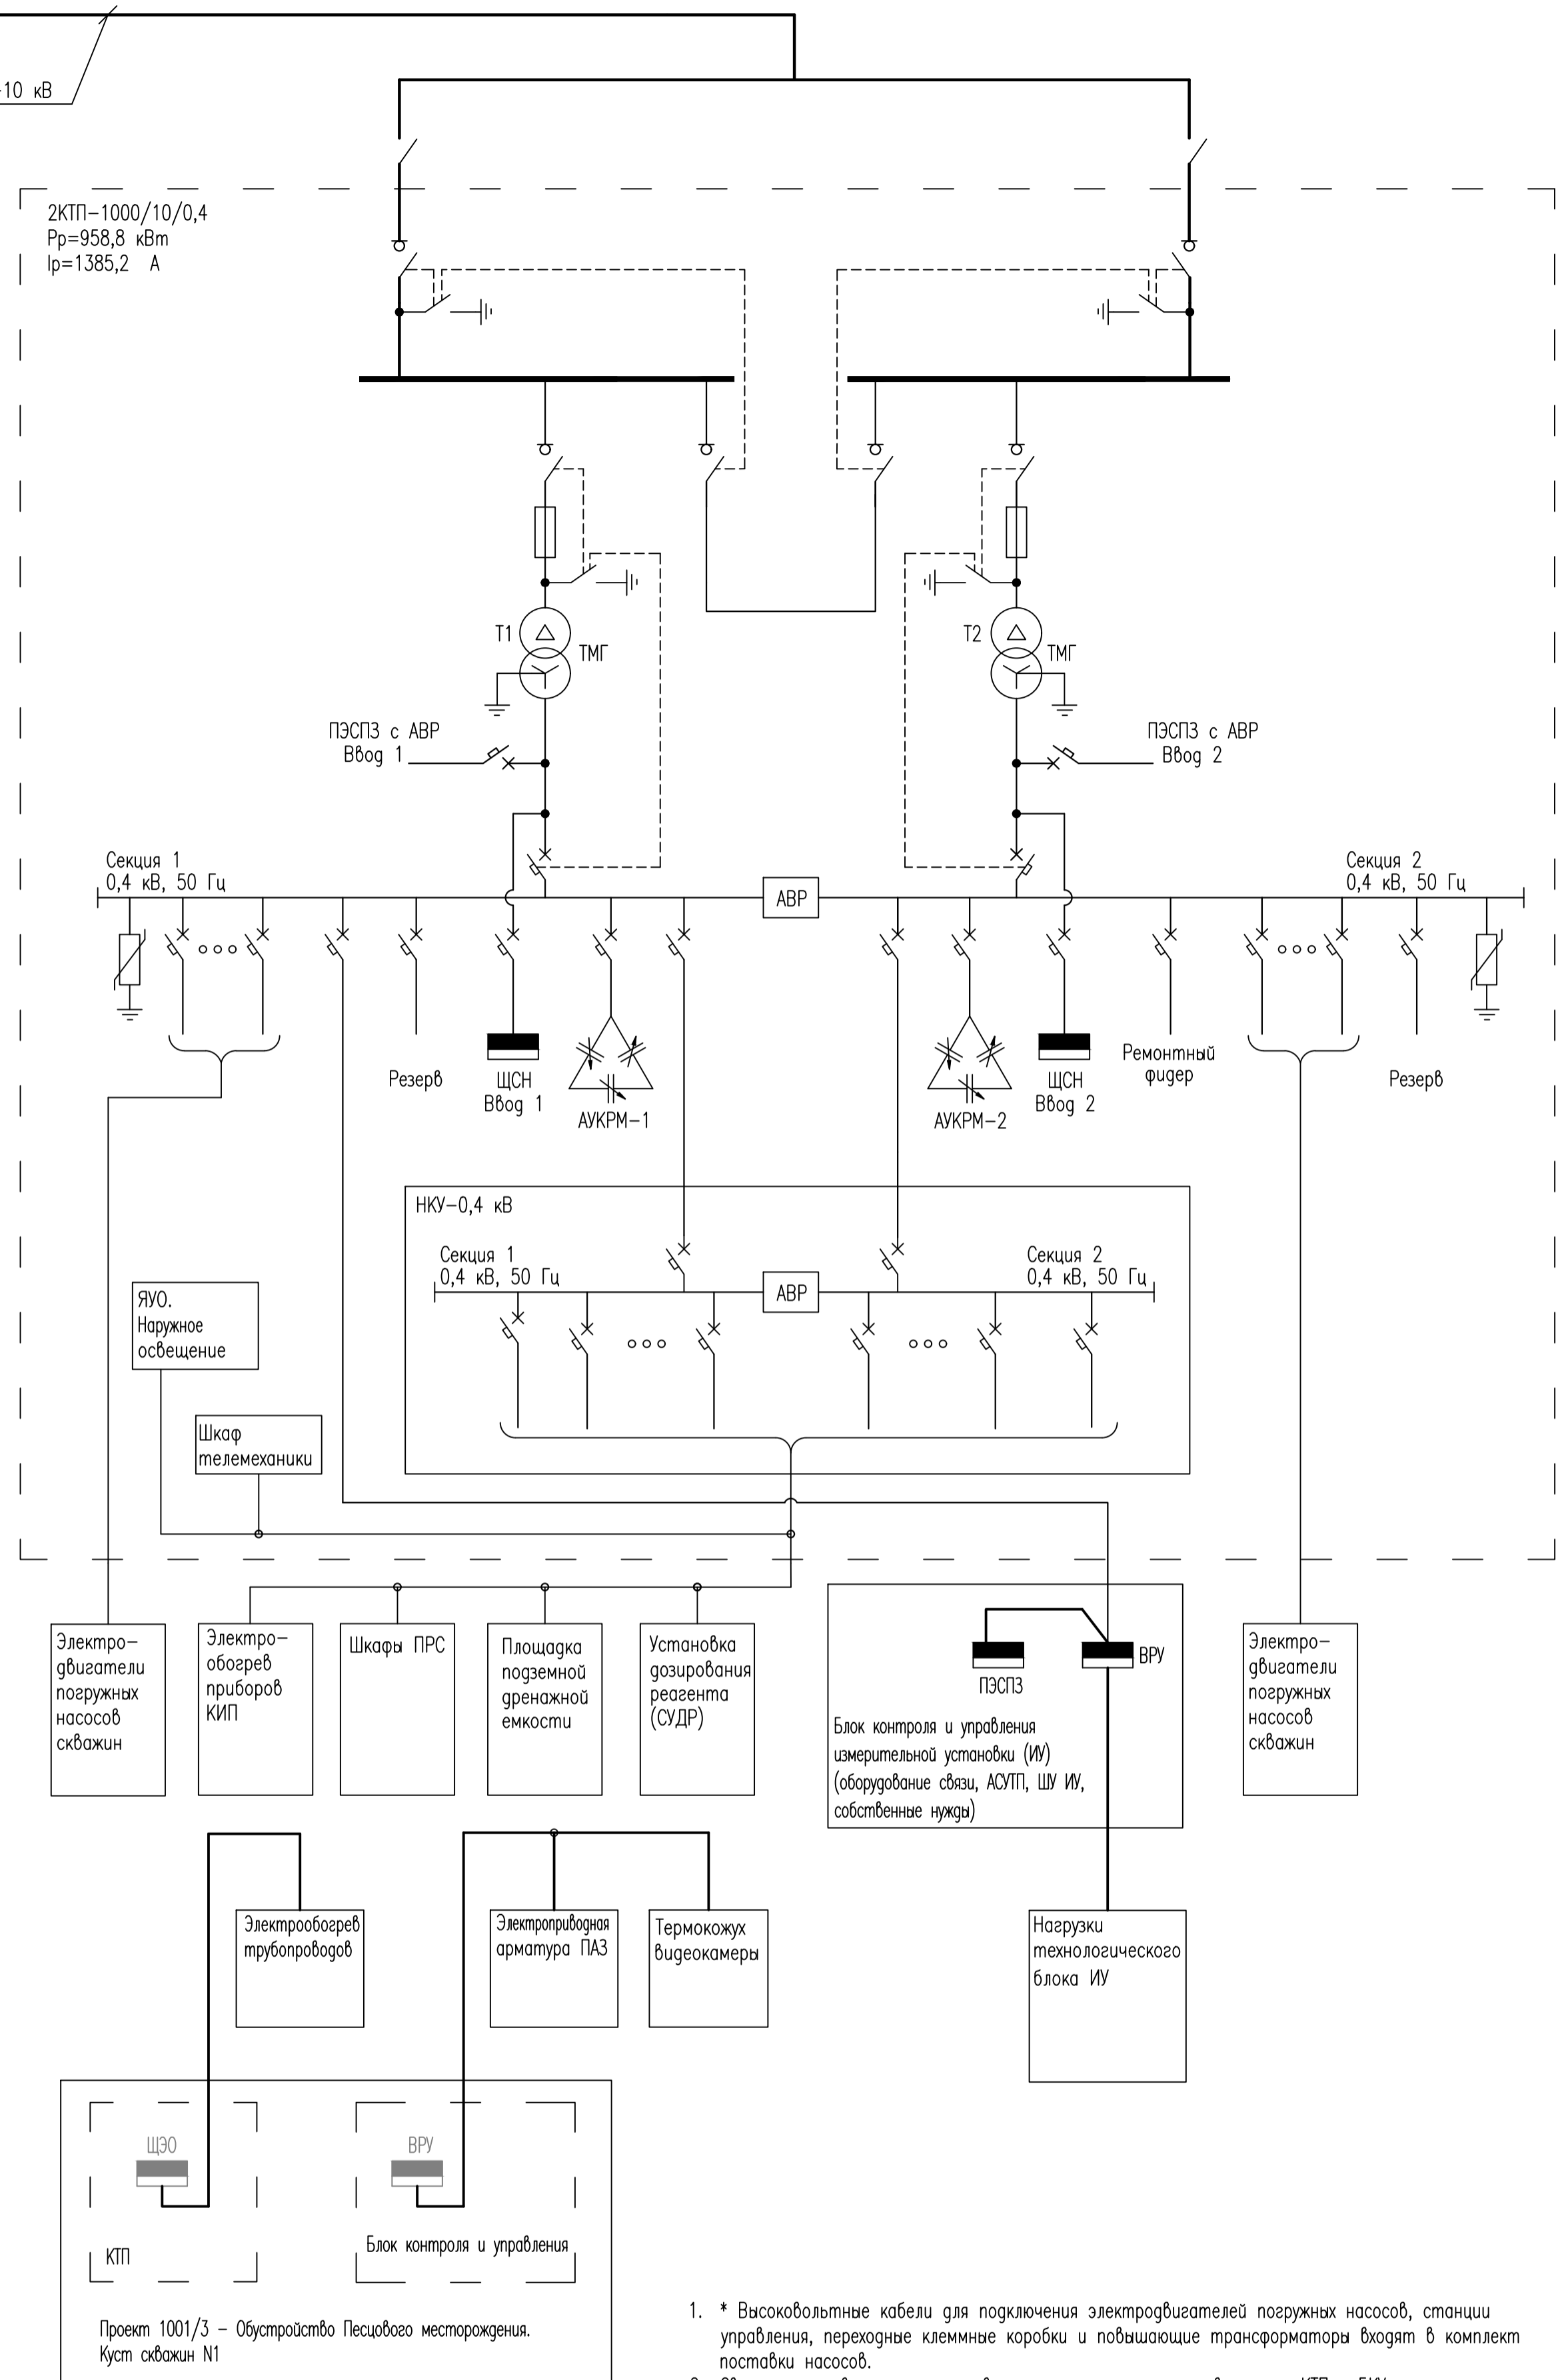 -10 кВ
2КТП-1000/10/0,4
Рр=958,8 кВт
Iр=1385,2 А
Т1
ТМГ
Т2
ТМГ
ПЭСПЗ с АВР
Ввод 1
ПЭСПЗ с АВР
Ввод 2
Секция 1
0,4 кВ, 50 Гц
АВР
Секция 2
0,4 кВ, 50 Гц
Резерв
ЩСН
Ввод 1
АУКРМ-1
АУКРМ-2
ЩСН
Ввод 2
Ремонтный
фидер
Резерв
НКУ-0,4 кВ
Секция 1
0,4 кВ, 50 Гц
АВР
Секция 2
0,4 кВ, 50 Гц
ЯУО.
Наружное
освещение
Шкаф
телемеханики
Электро-
двигатели
погружных
насосов
скважин
Электро-
обогрев
приборов
КИП
Шкафы ПРС
Площадка
подземной
дренажной
емкости
Установка
дозирования
реагента
(СУДР)
ПЭСПЗ
ВРУ
Блок контроля и управления
измерительной установки (ИУ)
(оборудование связи, АСУТП, ШУ ИУ,
собственные нужды)
Электро-
двигатели
погружных
насосов
скважин
Электрообогрев
трубопроводов
Электроприводная
арматура ПАЗ
Термокожух
видеокамеры
Нагрузки
технологического
блока ИУ
ЩЭО
КТП
ВРУ
Блок контроля и управления
Проект 1001/3 - Обустройство Песцового месторождения.
Куст скважин N1
1. * Высоковольтные кабели для подключения электродвигателей погружных насосов, станции
управления, переходные клеммные коробки и повышающие трансформаторы входят в комплект
поставки насосов.